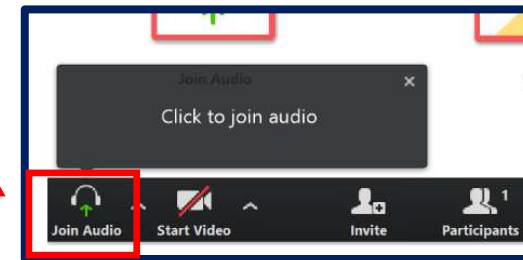 Join Audio
×
Click to join audio
Join Audio
Start Video
Invite
Participants
1